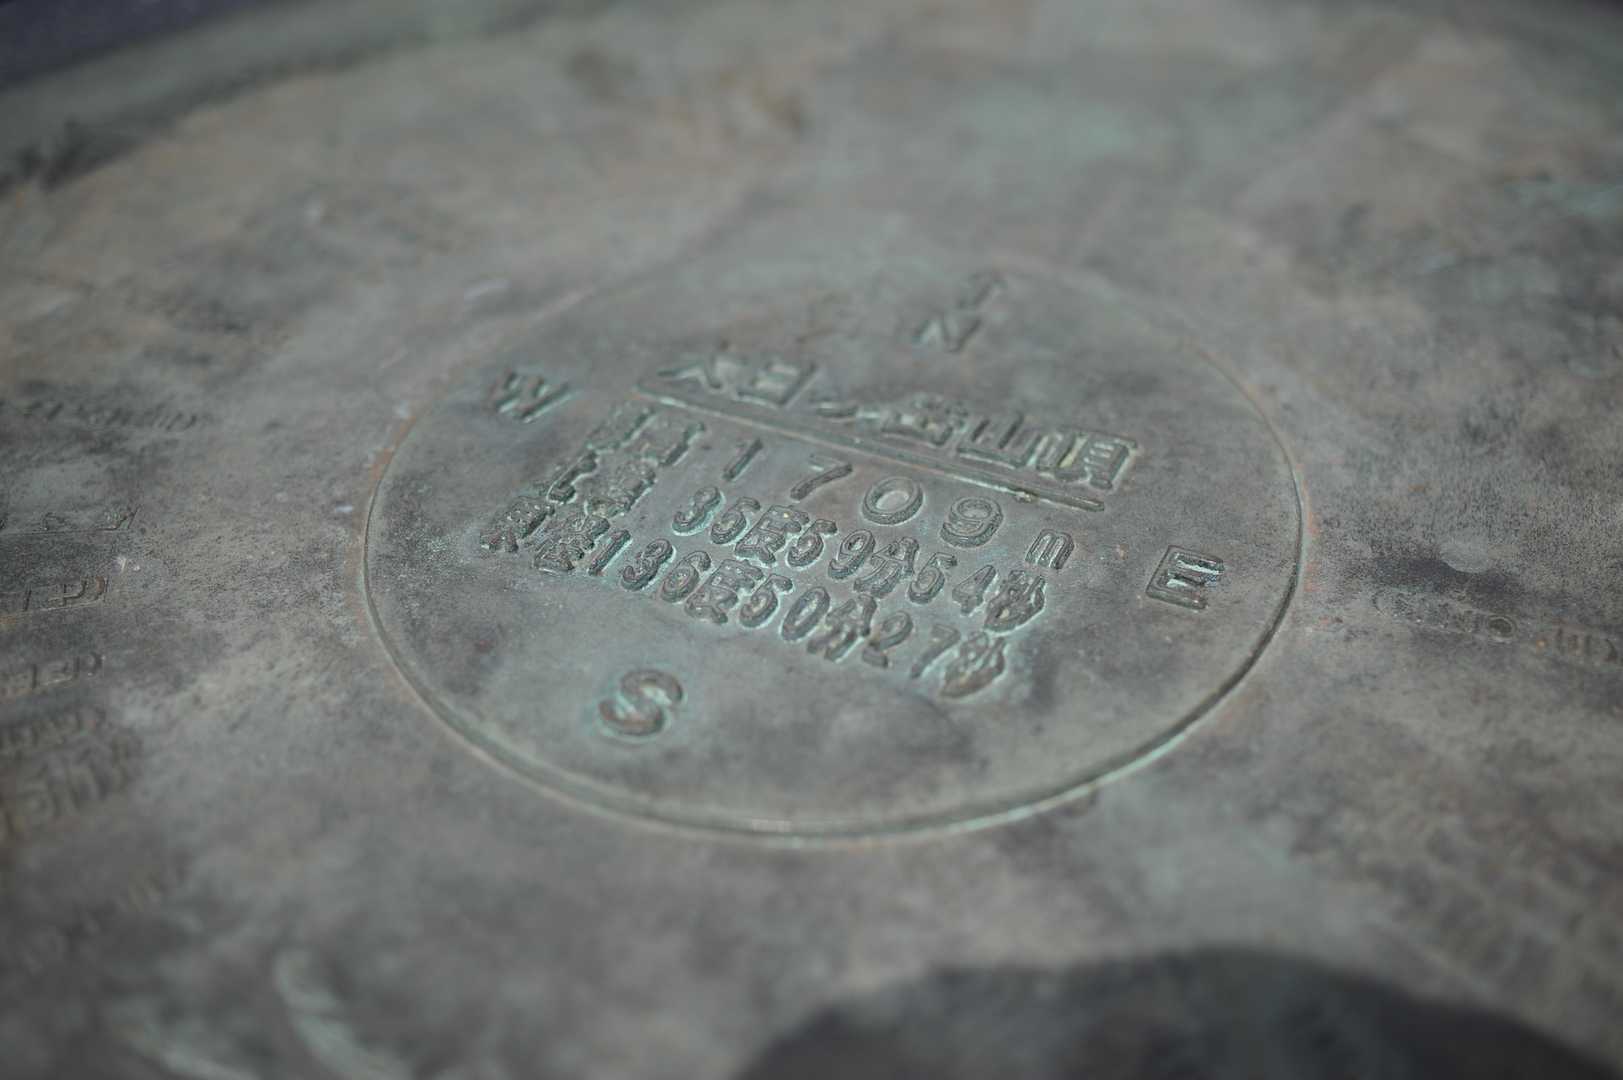 N
W
大日ヶ岳山頂
標高 1709m
北緯 35度59分54秒
東経136度50分27秒
E
S